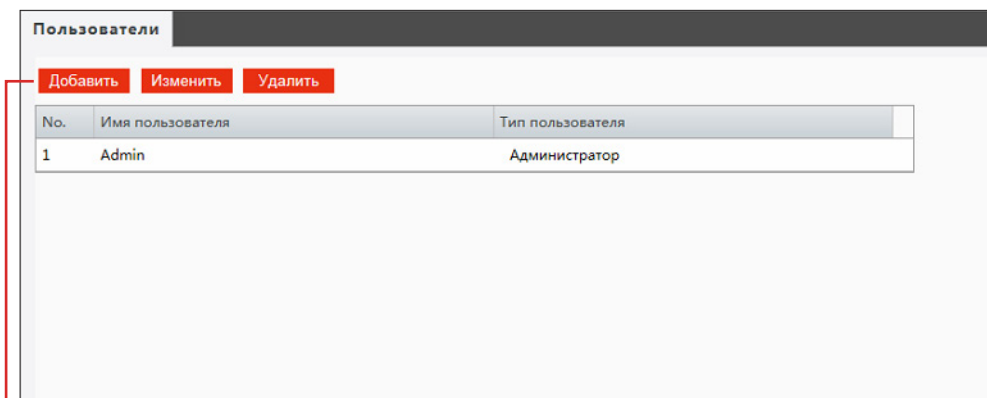 Пользователи
Добавить Изменить Удалить
No. Имя пользователя Тип пользователя
1 Admin Администратор